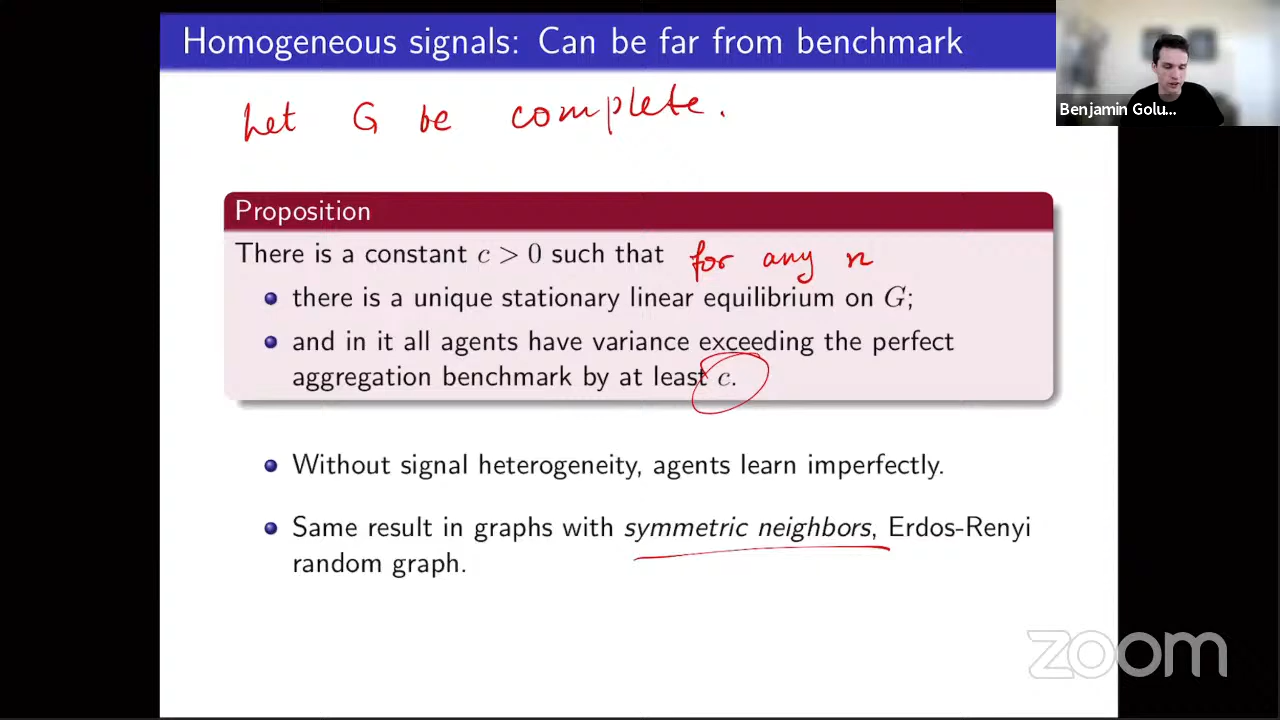 Homogeneous signals: Can be far from benchmark
Benjamin Golu...
Let G be complete.
Proposition
There is a constant c > 0 such that for any n
there is a unique stationary linear equilibrium on G;
and in it all agents have variance exceeding the perfect
aggregation benchmark by at least c.
Without signal heterogeneity, agents learn imperfectly.
Same result in graphs with symmetric neighbors, Erdos-Renyi
random graph.
zoom